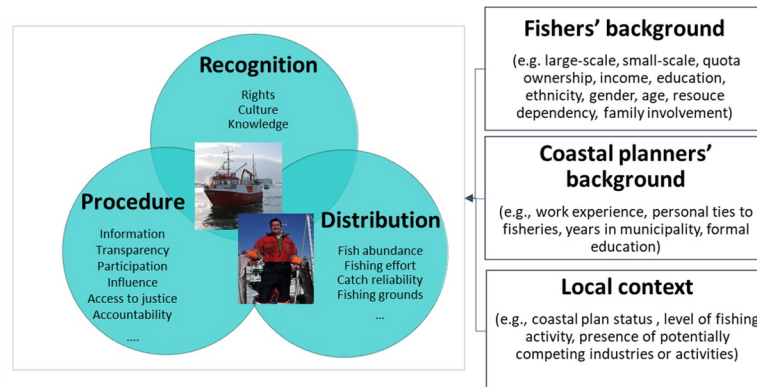 Recognition
Rights
Culture
Knowledge
Procedure
Information
Transparency
Participation
Influence
Access to justice
Accountability
....
Distribution
Fish abundance
Fishing effort
Catch reliability
Fishing grounds
...
Fishers' background
(e.g. large-scale, small-scale, quota
ownership, income, education,
ethnicity, gender, age, resouce
dependency, family involvement)
Coastal planners'
background
(e.g., work experience, personal ties to
fisheries, years in municipality, formal
education)
Local context
(e.g., coastal plan status , level of fishing
activity, presence of potentially
competing industries or activities)